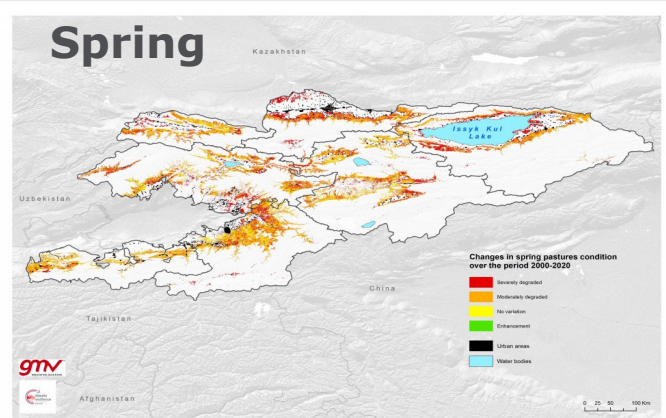 Spring
Kazakhstan
Issyk Kul
Lake
Uzbekistan
Changes in spring pastures condition
over the period 2000-2020
Severely degraded
Moderately degraded
No variation
Enhancement
Urban areas
Water bodies
China
Tajikistan
gmv
Afghanistan
0 25 50 100 Km